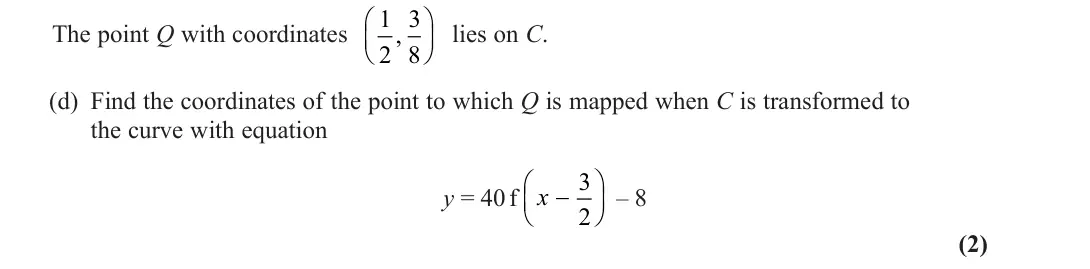 The point Q with coordinates (1/2, 3/8) lies on C.
(d) Find the coordinates of the point to which Q is mapped when C is transformed to
the curve with equation
y = 40 f(x − 3/2) − 8
(2)